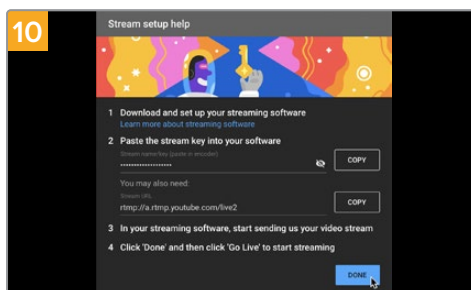 10
Stream setup help
1 Download and set up your streaming software
Learn more about streaming software
2 Paste the stream key into your software
Stream name/key (paste in encoder)
••••••••••••••••••
COPY
You may also need:
Stream URL
rtmp://a.rtmp.youtube.com/live2
COPY
3 In your streaming software, start sending us your video stream
4 Click 'Done' and then click 'Go Live' to start streaming
DONE